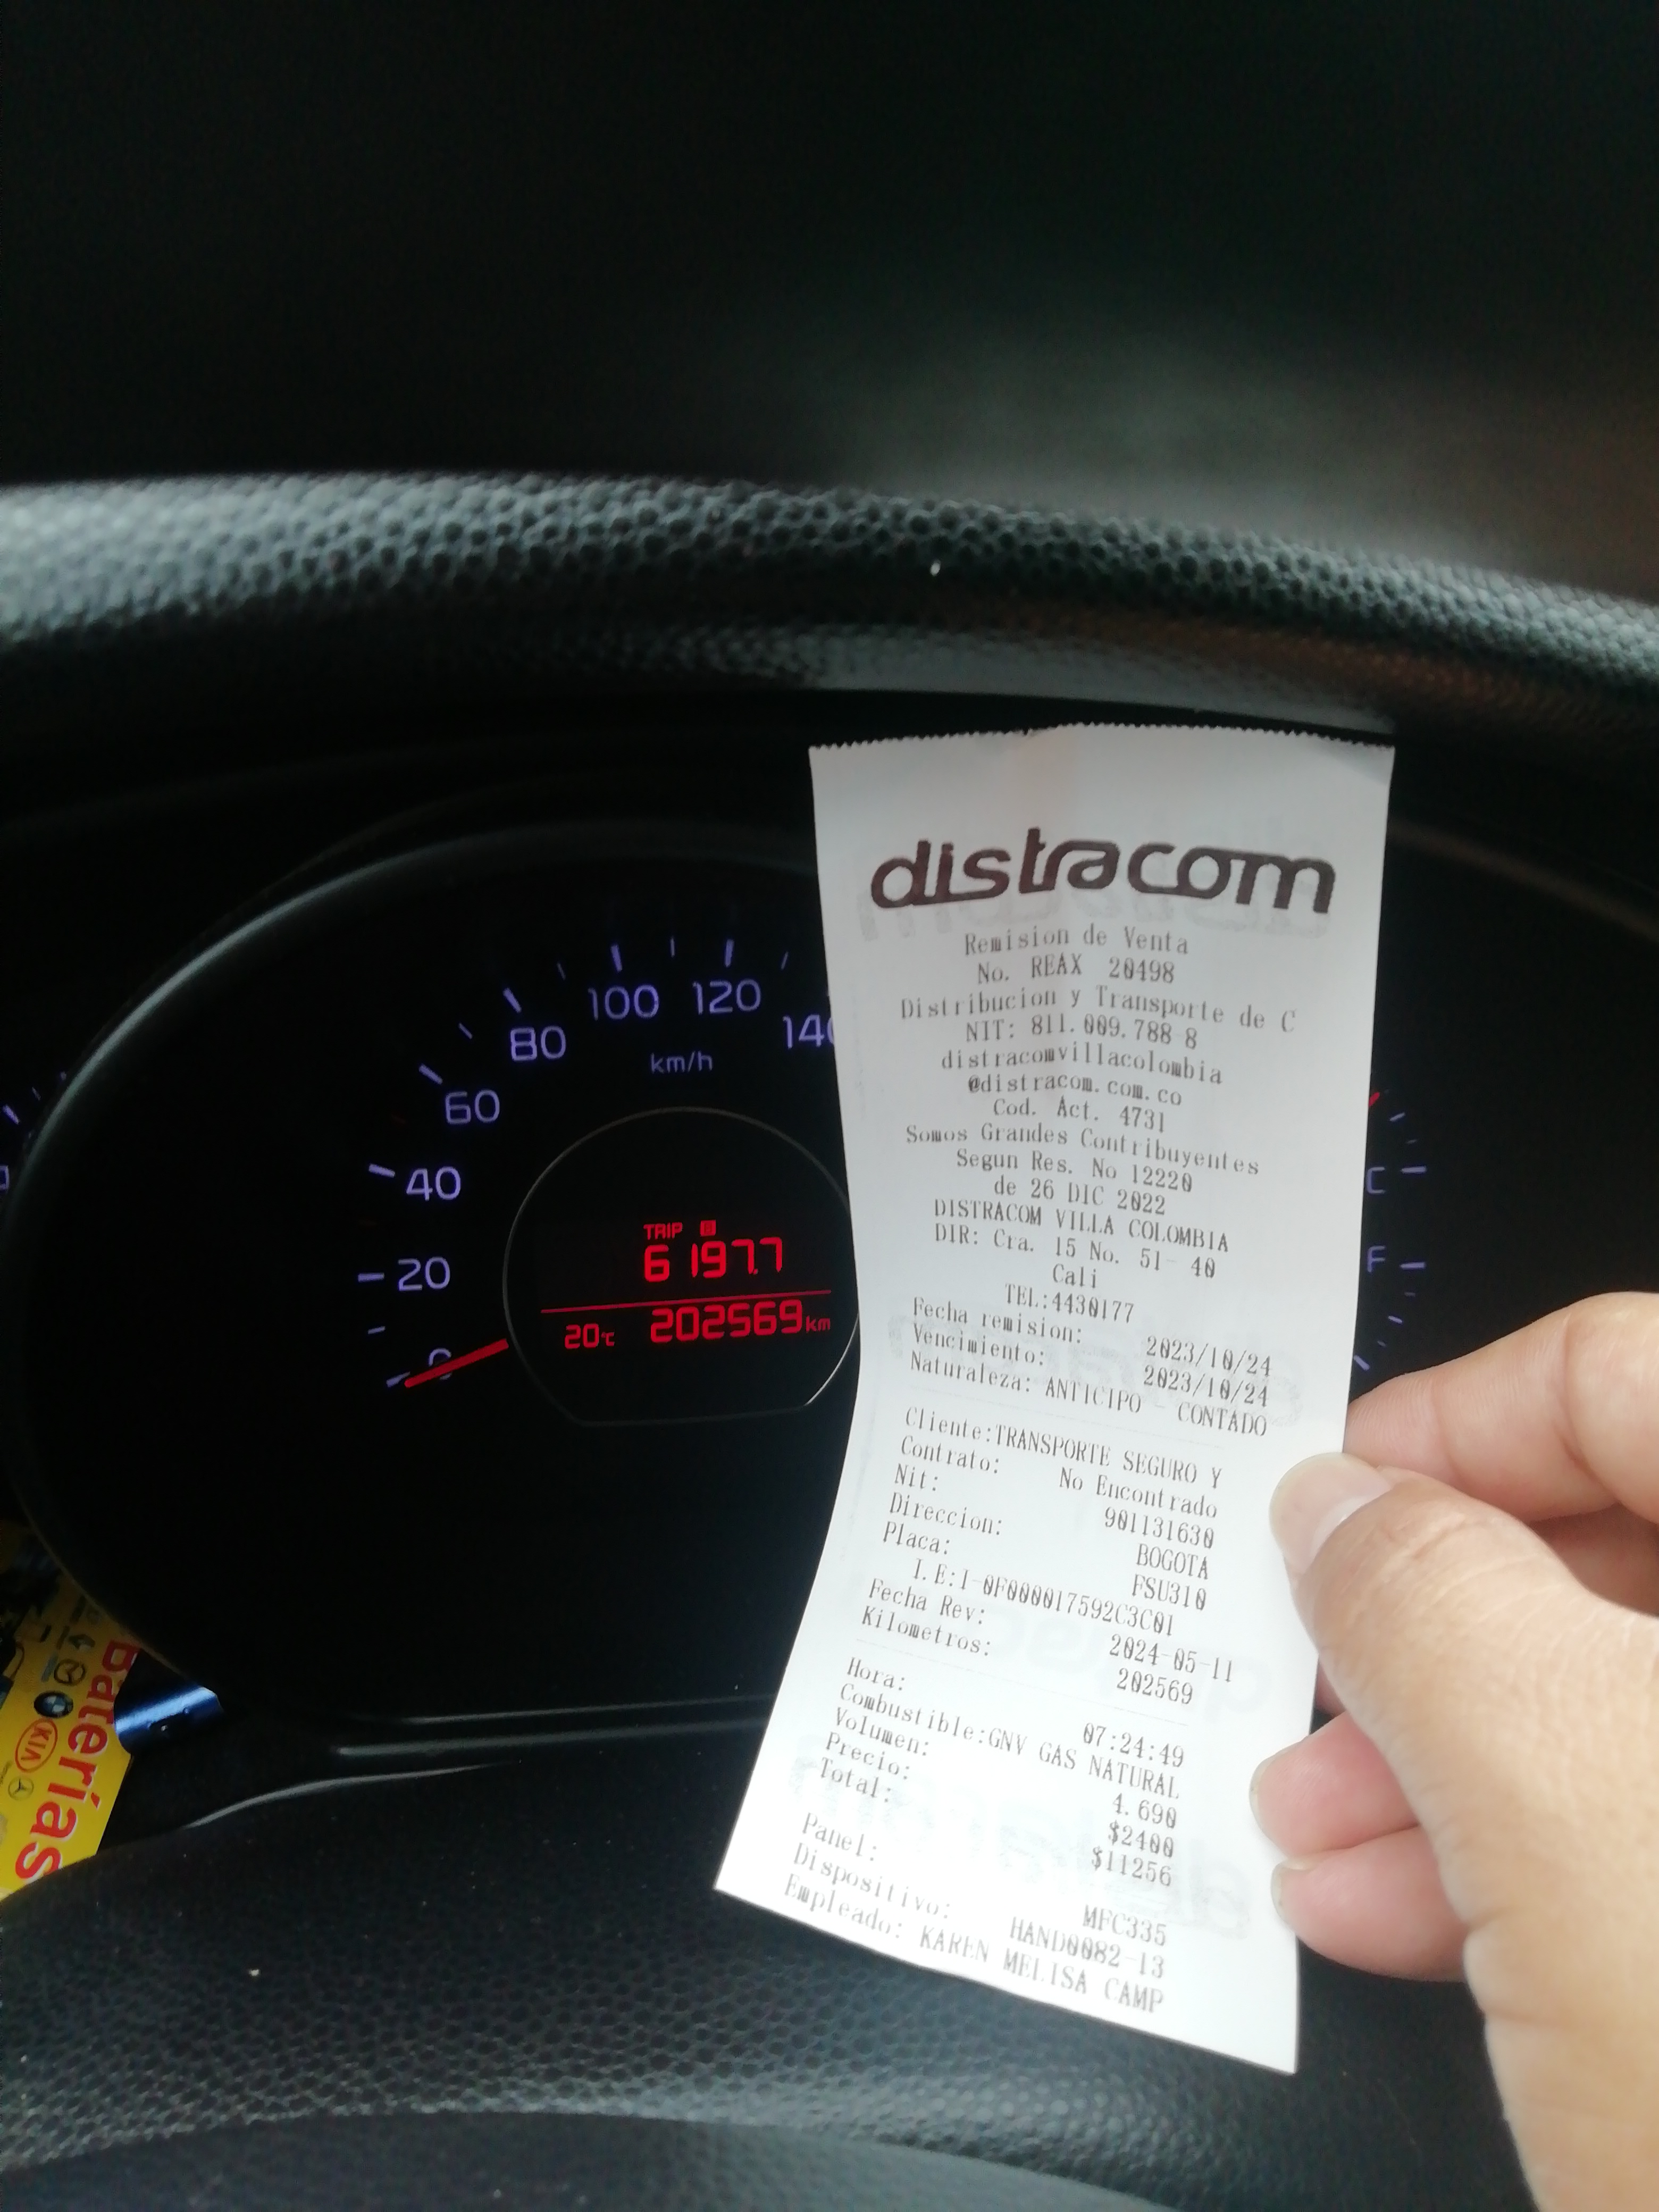 100
120
80
140
km/h
60
40
20
0
TRIP B
6197.7
20°C 202569 km
C
F
distracom
Remision de Venta
No. REAX 20498
Distribucion y Transporte de C
NIT: 811.009.788 8
distracomvillacolombia
@distracom.com.co
Cod. Act. 4731
Somos Grandes Contribuyentes
Segun Res. No 12220
de 26 DIC 2022
DISTRACOM VILLA COLOMBIA
DIR: Cra. 15 No. 51- 40
Cali
TEL:4430177
Fecha remision: 2023/10/24
Vencimiento: 2023/10/24
Naturaleza: ANTICIPO CONTADO
Cliente:TRANSPORTE SEGURO Y
Contrato: No Encontrado
Nit: 901131630
Direccion: BOGOTA
Placa: FSU310
I.E:1-0F000017592C3C01
Fecha Rev: 2024-05-11
Kilometros: 202569
Hora: 07:24:49
Combustible:GNV GAS NATURAL
Volumen: 4.690
Precio: $2400
Total: $11256
Panel: MFC335
Dispositivo: HAND0082-13
Empleado: KAREN MELISA CAMP
Baterías
KIA